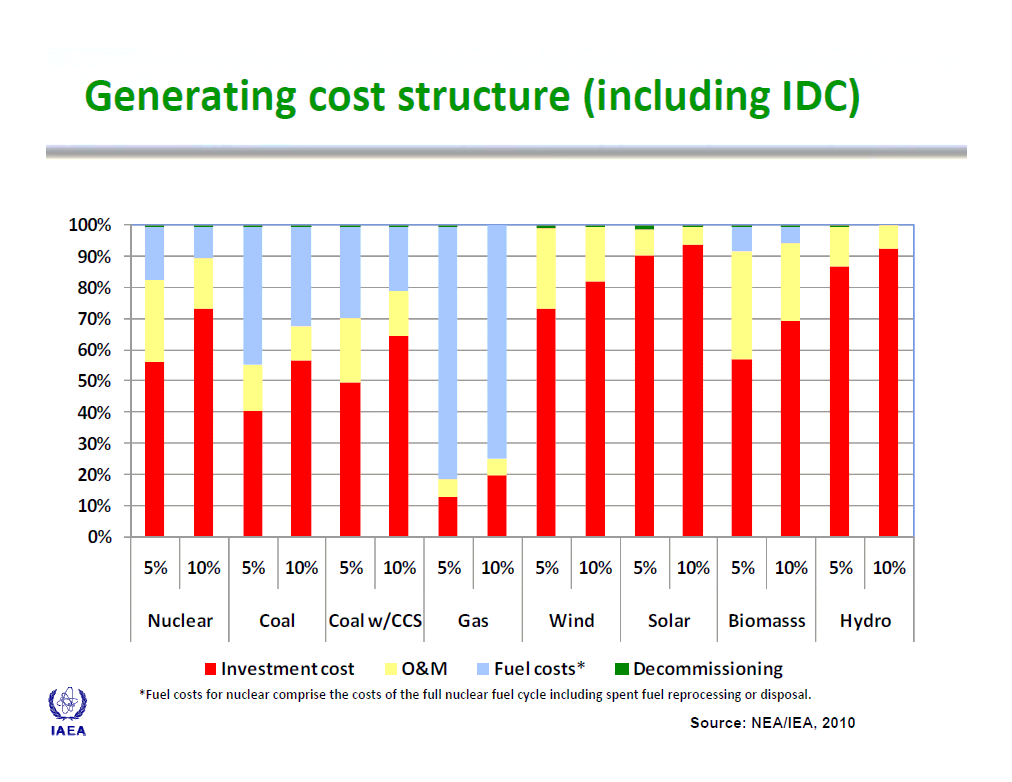 Generating cost structure (including IDC)
100%
90%
80%
70%
60%
50%
40%
30%
20%
10%
0%
5% 10% 5% 10% 5% 10% 5% 10% 5% 10% 5% 10% 5% 10% 5% 10%
Nuclear Coal Coal w/CCS Gas Wind Solar Biomasss Hydro
Investment cost O&M Fuel costs* Decommissioning
*Fuel costs for nuclear comprise the costs of the full nuclear fuel cycle including spent fuel reprocessing or disposal.
Source: NEA/IEA, 2010
IAEA